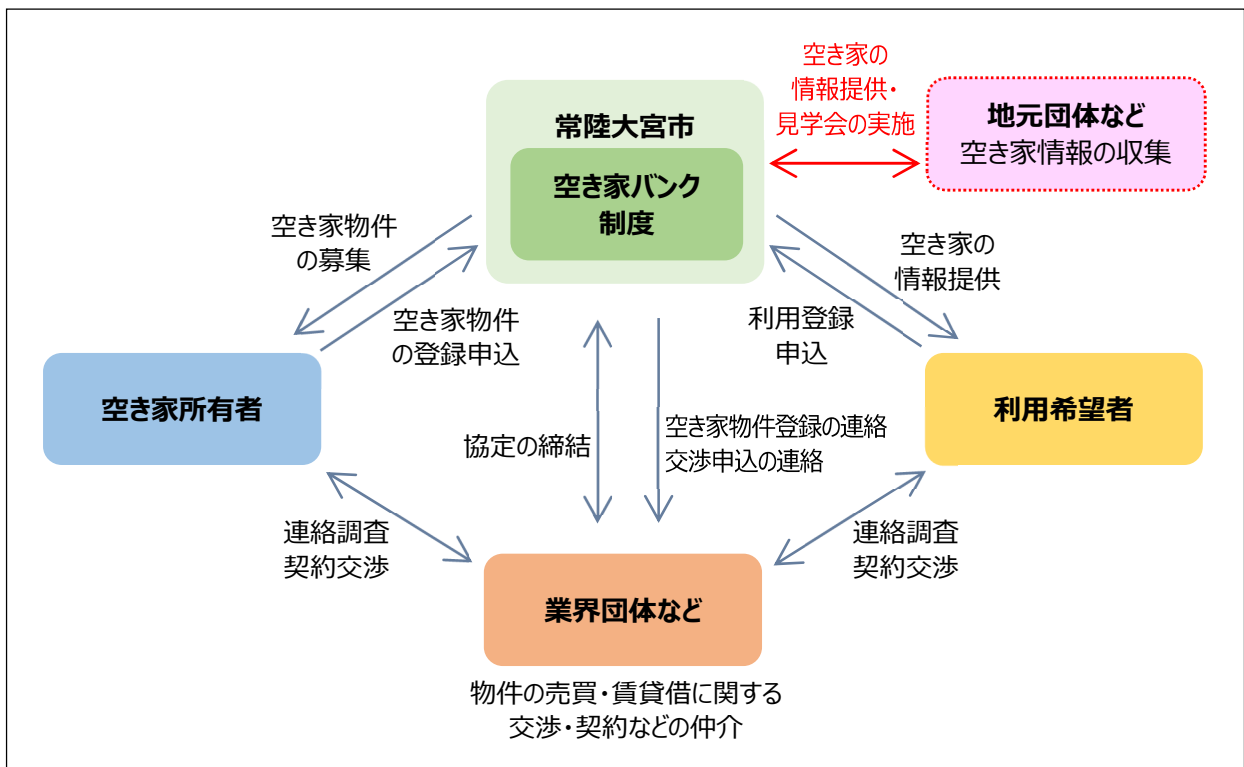 空き家の
情報提供・
見学会の実施
地元団体など
空き家情報の収集
常陸大宮市
空き家バンク
制度
空き家物件
の募集
空き家物件
の登録申込
利用登録
申込
空き家の
情報提供
空き家所有者
利用希望者
協定の締結
空き家物件登録の連絡
交渉申込の連絡
連絡調査
契約交渉
連絡調査
契約交渉
業界団体など
物件の売買・賃貸借に関する
交渉・契約などの仲介